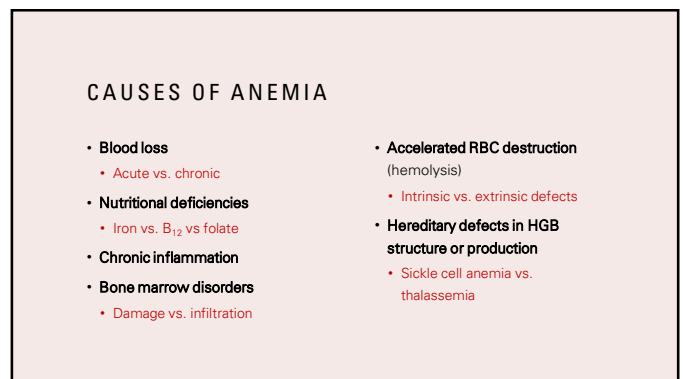 CAUSES OF ANEMIA
• Blood loss
• Acute vs. chronic
• Nutritional deficiencies
• Iron vs. B₁₂ vs folate
• Chronic inflammation
• Bone marrow disorders
• Damage vs. infiltration
• Accelerated RBC destruction
(hemolysis)
• Intrinsic vs. extrinsic defects
• Hereditary defects in HGB
structure or production
• Sickle cell anemia vs.
thalassemia